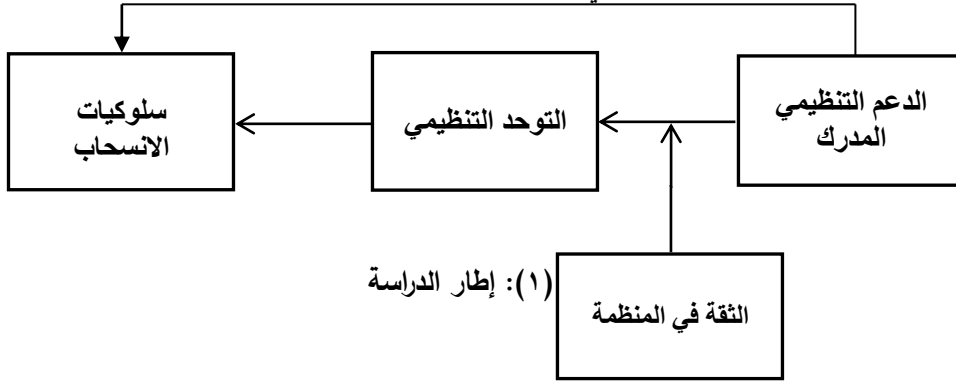 الدعم التنظيمي
المدرك
التوحد التنظيمي
سلوكيات
الانسحاب
(١): إطار الدراسة
الثقة في المنظمة